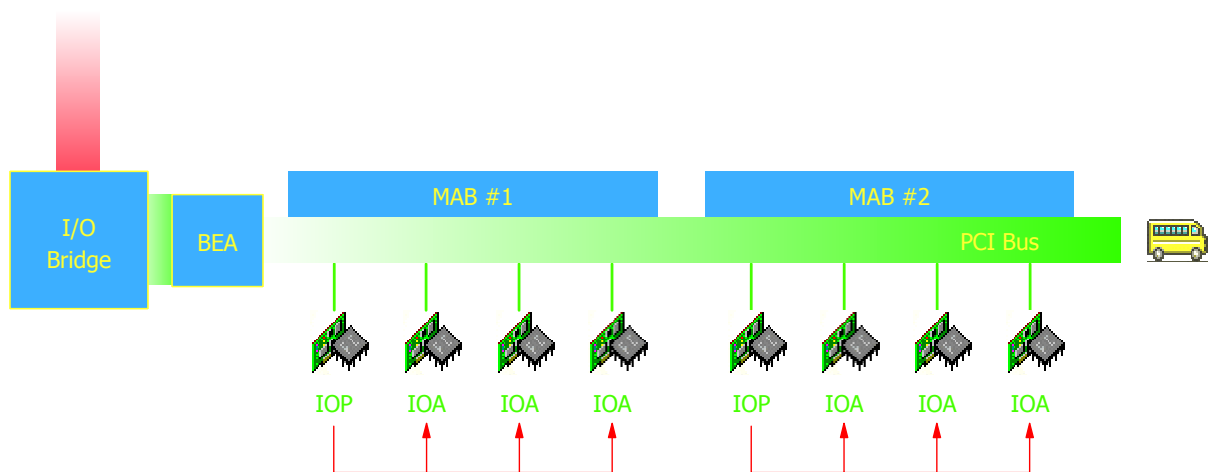 MAB #1
MAB #2
I/O
Bridge
BEA
PCI Bus
IOP
IOA
IOA
IOA
IOP
IOA
IOA
IOA